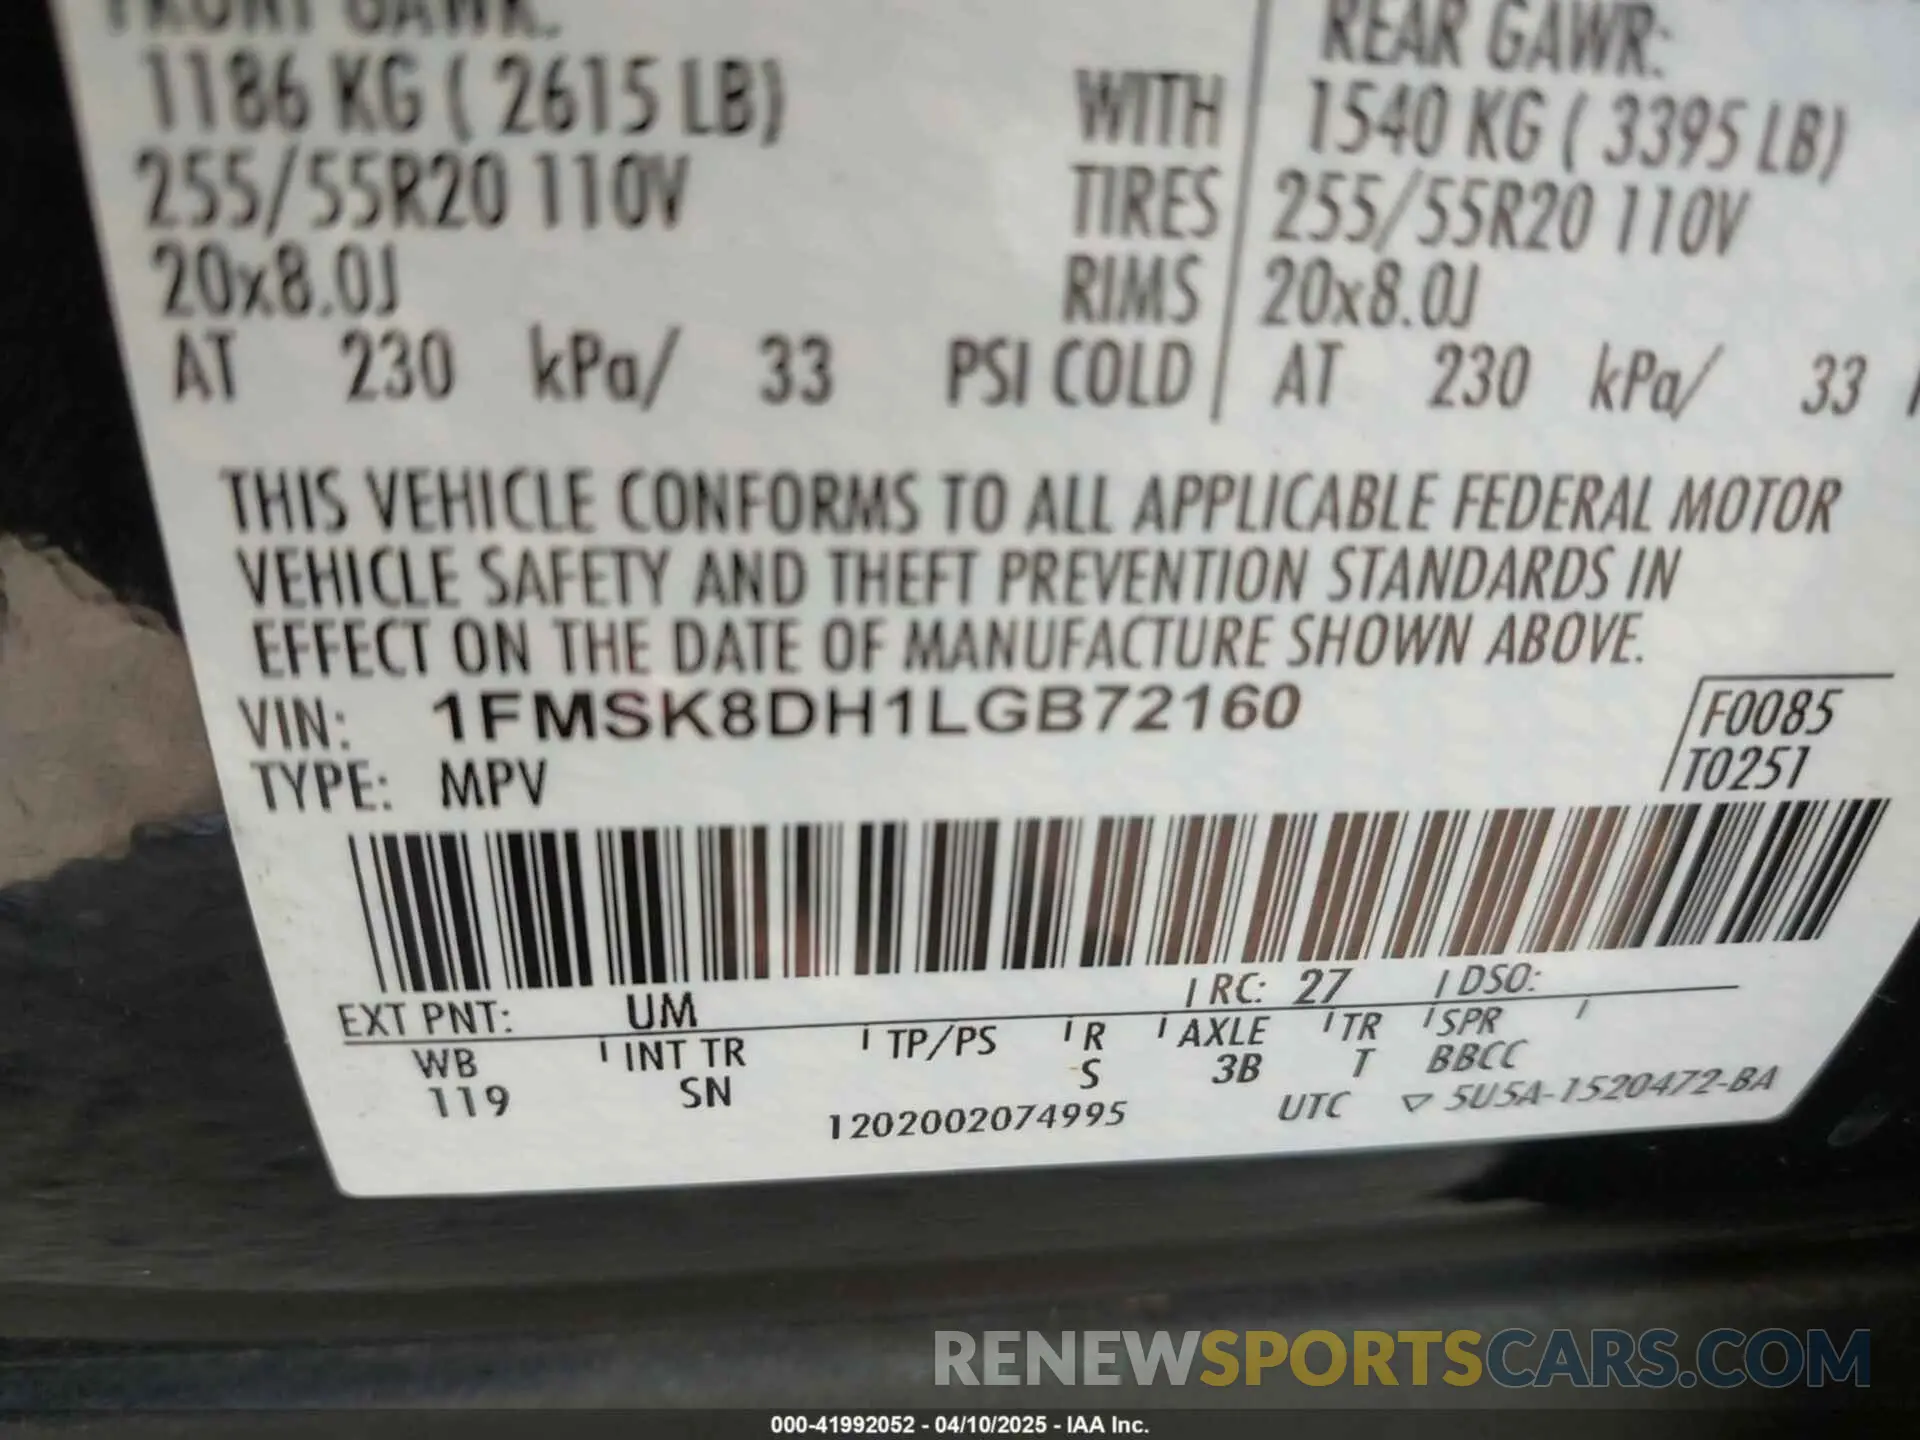 FRONT GAWR:
1186 KG ( 2615 LB)
255/55R20 110V
20x8.0J
AT 230 kPa/ 33 PSI COLD
WITH
TIRES
RIMS
REAR GAWR:
1540 KG ( 3395 LB)
255/55R20 110V
20x8.0J
AT 230 kPa/ 33
THIS VEHICLE CONFORMS TO ALL APPLICABLE FEDERAL MOTOR
VEHICLE SAFETY AND THEFT PREVENTION STANDARDS IN
EFFECT ON THE DATE OF MANUFACTURE SHOWN ABOVE.
VIN: 1FMSK8DH1LGB72160
TYPE: MPV
F0085
T0251
EXT PNT: UM RC: 27 DSO:
WB INT TR TP/PS R AXLE TR SPR
119 SN S 3B T BBCC
1202002074995 UTC ▽ 5U5A-1520472-BA
RENEWSPORTSCARS.COM
000-41992052 - 04/10/2025 - IAA Inc.